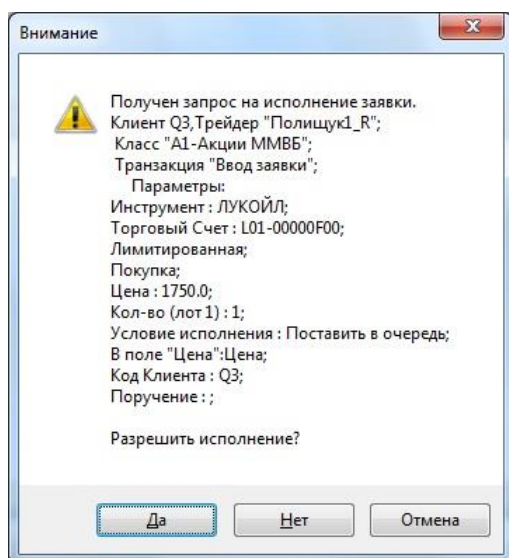 Внимание
Получен запрос на исполнение заявки.
Клиент Q3,Трейдер "Полищук1_R";
Класс "А1-Акции ММВБ";
Транзакция "Ввод заявки";
Параметры:
Инструмент : ЛУКОЙЛ;
Торговый Счет : L01-00000F00;
Лимитированная;
Покупка;
Цена : 1750.0;
Кол-во (лот 1) : 1;
Условие исполнения : Поставить в очередь;
В поле "Цена":Цена;
Код Клиента : Q3;
Поручение : ;
Разрешить исполнение?
Да
Нет
Отмена